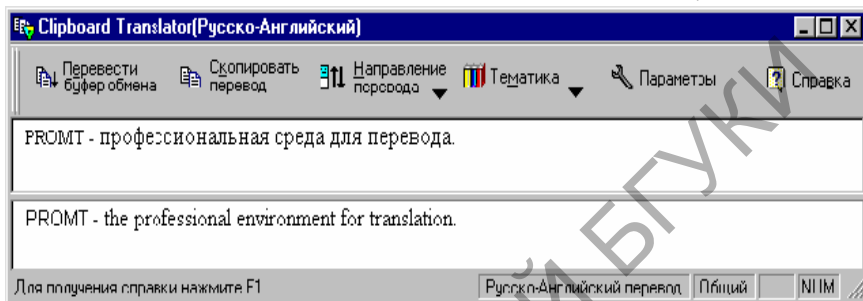 Clipboard Translator(Русско-Английский)
Перевести буфер обмена Скопировать перевод Направление перевода Тематика Параметры Справка
PROMT - профессиональная среда для перевода.
PROMT - the professional environment for translation.
Для получения справки нажмите F1 Русско-Английский перевод Общий NUM
БГУКИ